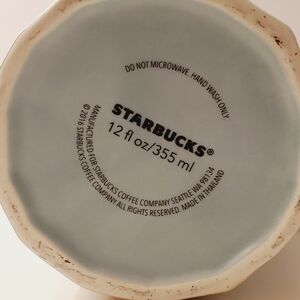 DO NOT MICROWAVE. HAND WASH ONLY
STARBUCKS®
12 fl oz/355 ml
MANUFACTURED FOR STARBUCKS COFFEE COMPANY SEATTLE WA 98134
© 2016 STARBUCKS COFFEE COMPANY ALL RIGHTS RESERVED. MADE IN THAILAND